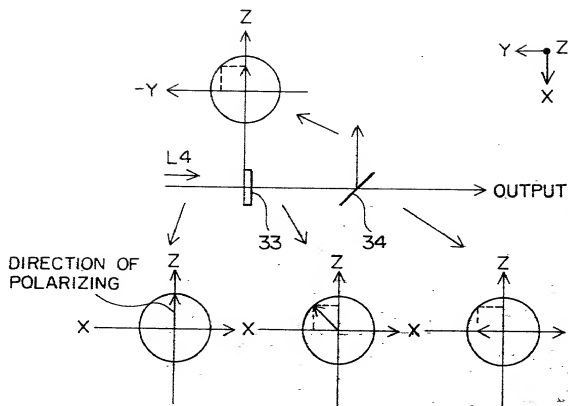 Z
-Y
Y
Z
X
L4
33
34
OUTPUT
DIRECTION OF
POLARIZING
Z
X
Z
X
Z
X